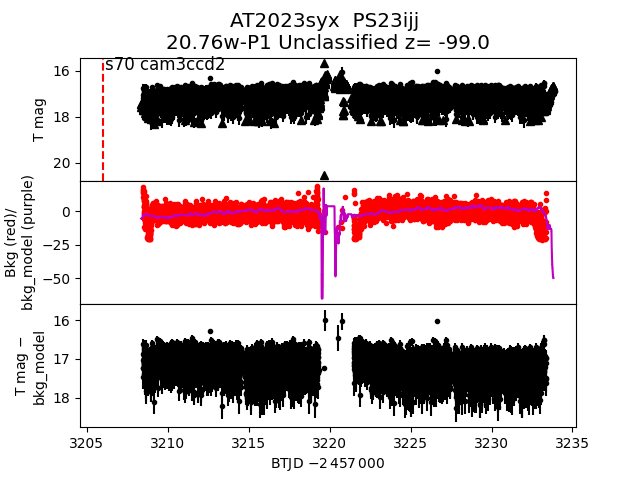 AT2023syx  PS23ijj
20.76w-P1 Unclassified z= -99.0
s70 cam3ccd2
16
18
20
T mag
0
−25
−50
Bkg (red)/
bkg_model (purple)
16
17
18
T mag −
bkg_model
3205
3210
3215
3220
3225
3230
3235
BTJD −2 457 000